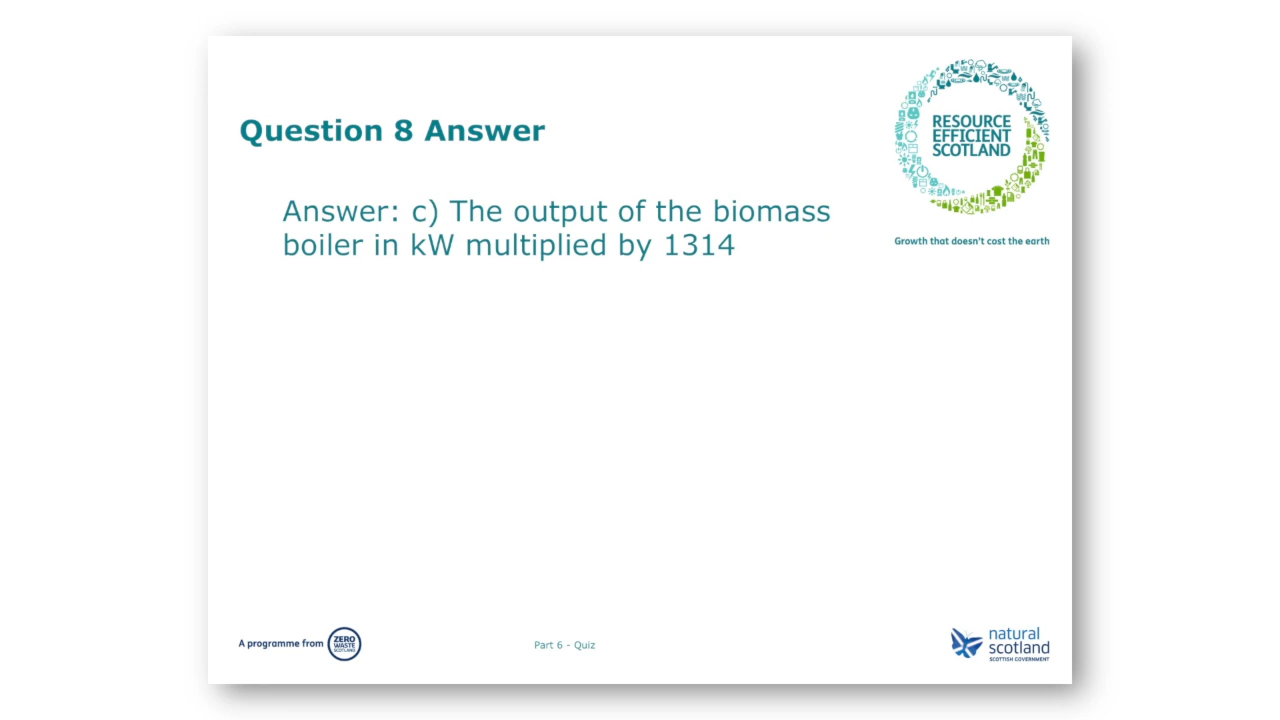 Question 8 Answer
RESOURCE
EFFICIENT
SCOTLAND
Growth that doesn't cost the earth
Answer: c) The output of the biomass
boiler in kW multiplied by 1314
A programme from
ZERO
WASTE
SCOTLAND
Part 6 - Quiz
natural
scotland
SCOTTISH GOVERNMENT